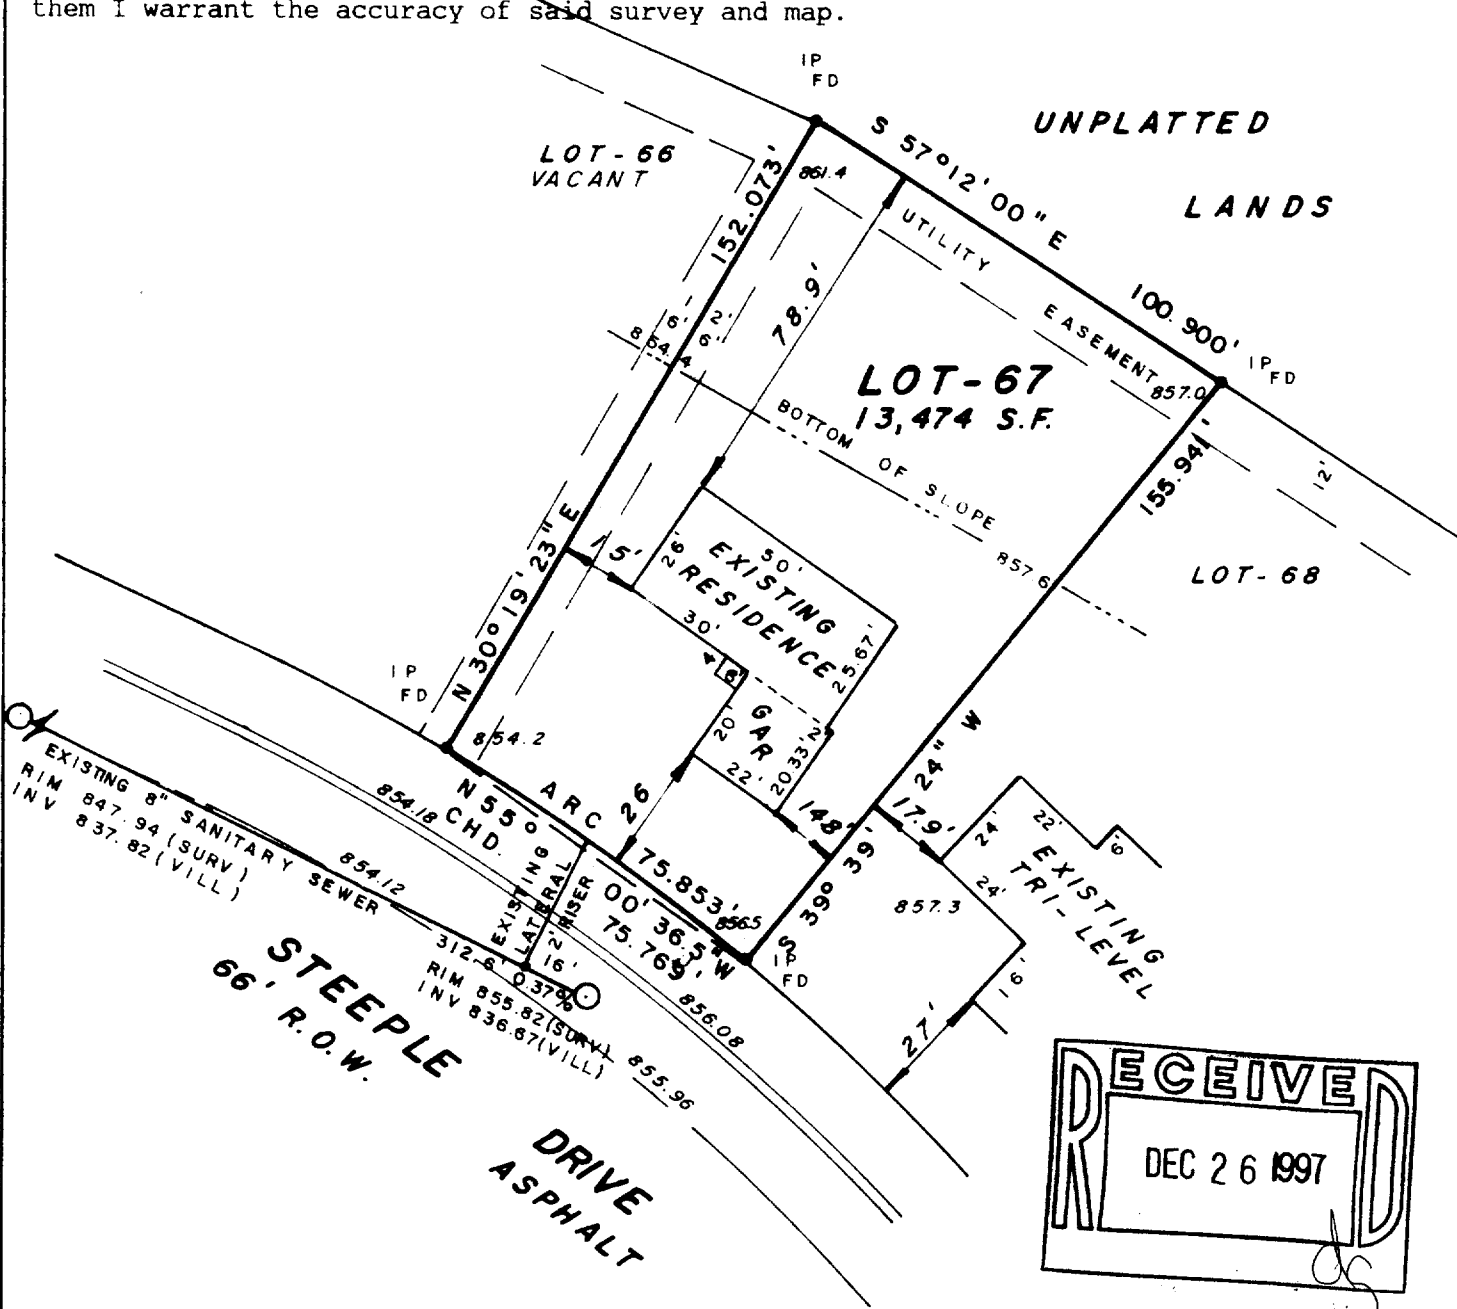 them I warrant the accuracy of said survey and map.
IP
FD
UNPLATTED
LANDS
LOT-66
VACANT
S 57°12'00" E
100.900'
861.4
152.073'
UTILITY EASEMENT
78.9'
IP
FD
857.0
12'
6'
2'
6'
854.4
LOT-67
13,474 S.F.
BOTTOM OF SLOPE
857.6
155.941'
LOT-68
N 30° 19' 23" E
15'
26'
50'
EXISTING
RESIDENCE
30'
25.67'
4
6'
2'
GAR
20'
20.33'
22'
IP
FD
854.2
S 39° 39' 24" W
26
14.8'
17.9'
24'
22'
6'
24'
EXISTING
TRI-LEVEL
857.3
16'
27'
ARC
75.853'
N 55° 00' 36.5" W
CHD.
75.769'
856.5
IP
FD
EXISTING 8" SANITARY SEWER
RIM 847.94 (SURV)
INV 837.82 (VILL)
854.18
854.12
EXISTING
LATERAL
12'
RISER
312.6'
16'
0.37%
RIM 855.82(SURV)
INV 836.67(VILL)
856.08
855.96
STEEPLE
66' R.O.W.
DRIVE
ASPHALT
RECEIVED
DEC 26 1997